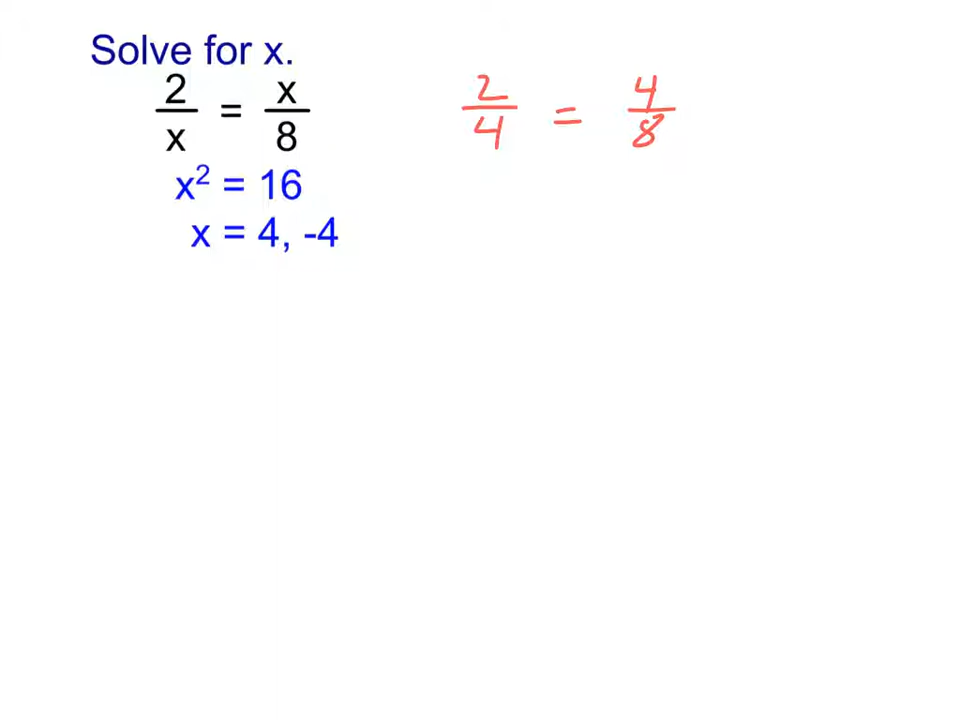 Solve for x.
2/x = x/8
2/4 = 4/8
x² = 16
x = 4, -4